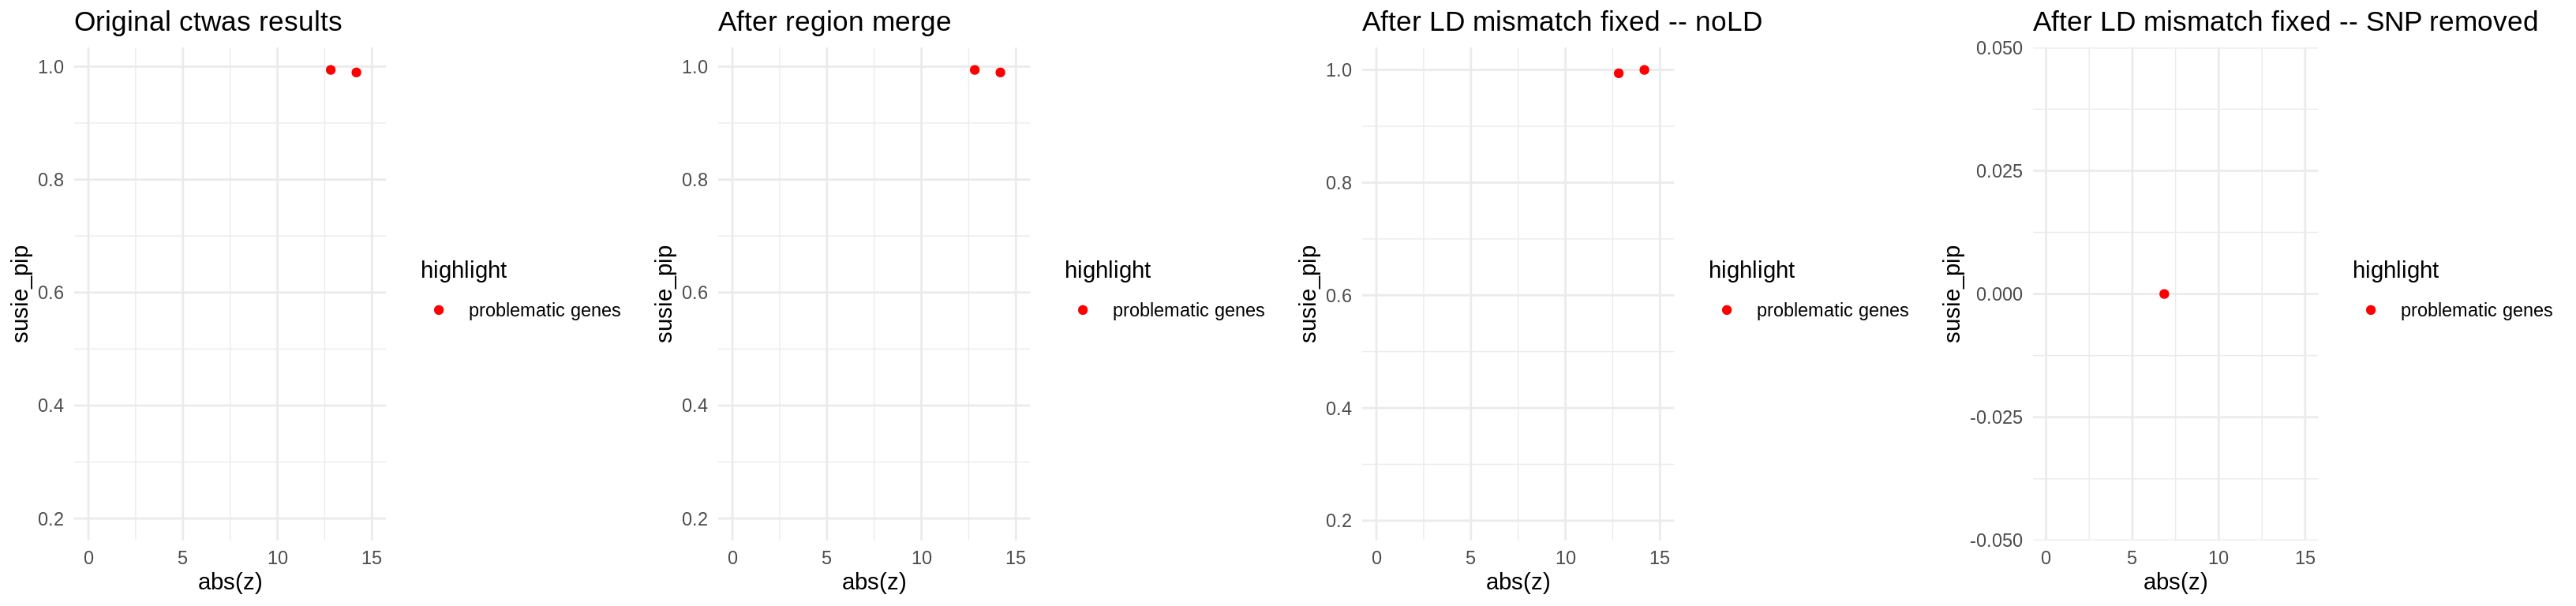 Original ctwas results
1.0
0.8
0.6
0.4
0.2
susie_pip
0
5
10
15
abs(z)
highlight
problematic genes
After region merge
1.0
0.8
0.6
0.4
0.2
susie_pip
0
5
10
15
abs(z)
highlight
problematic genes
After LD mismatch fixed -- noLD
1.0
0.8
0.6
0.4
0.2
susie_pip
0
5
10
15
abs(z)
highlight
problematic genes
After LD mismatch fixed -- SNP removed
0.050
0.025
0.000
-0.025
-0.050
susie_pip
0
5
10
15
abs(z)
highlight
problematic genes